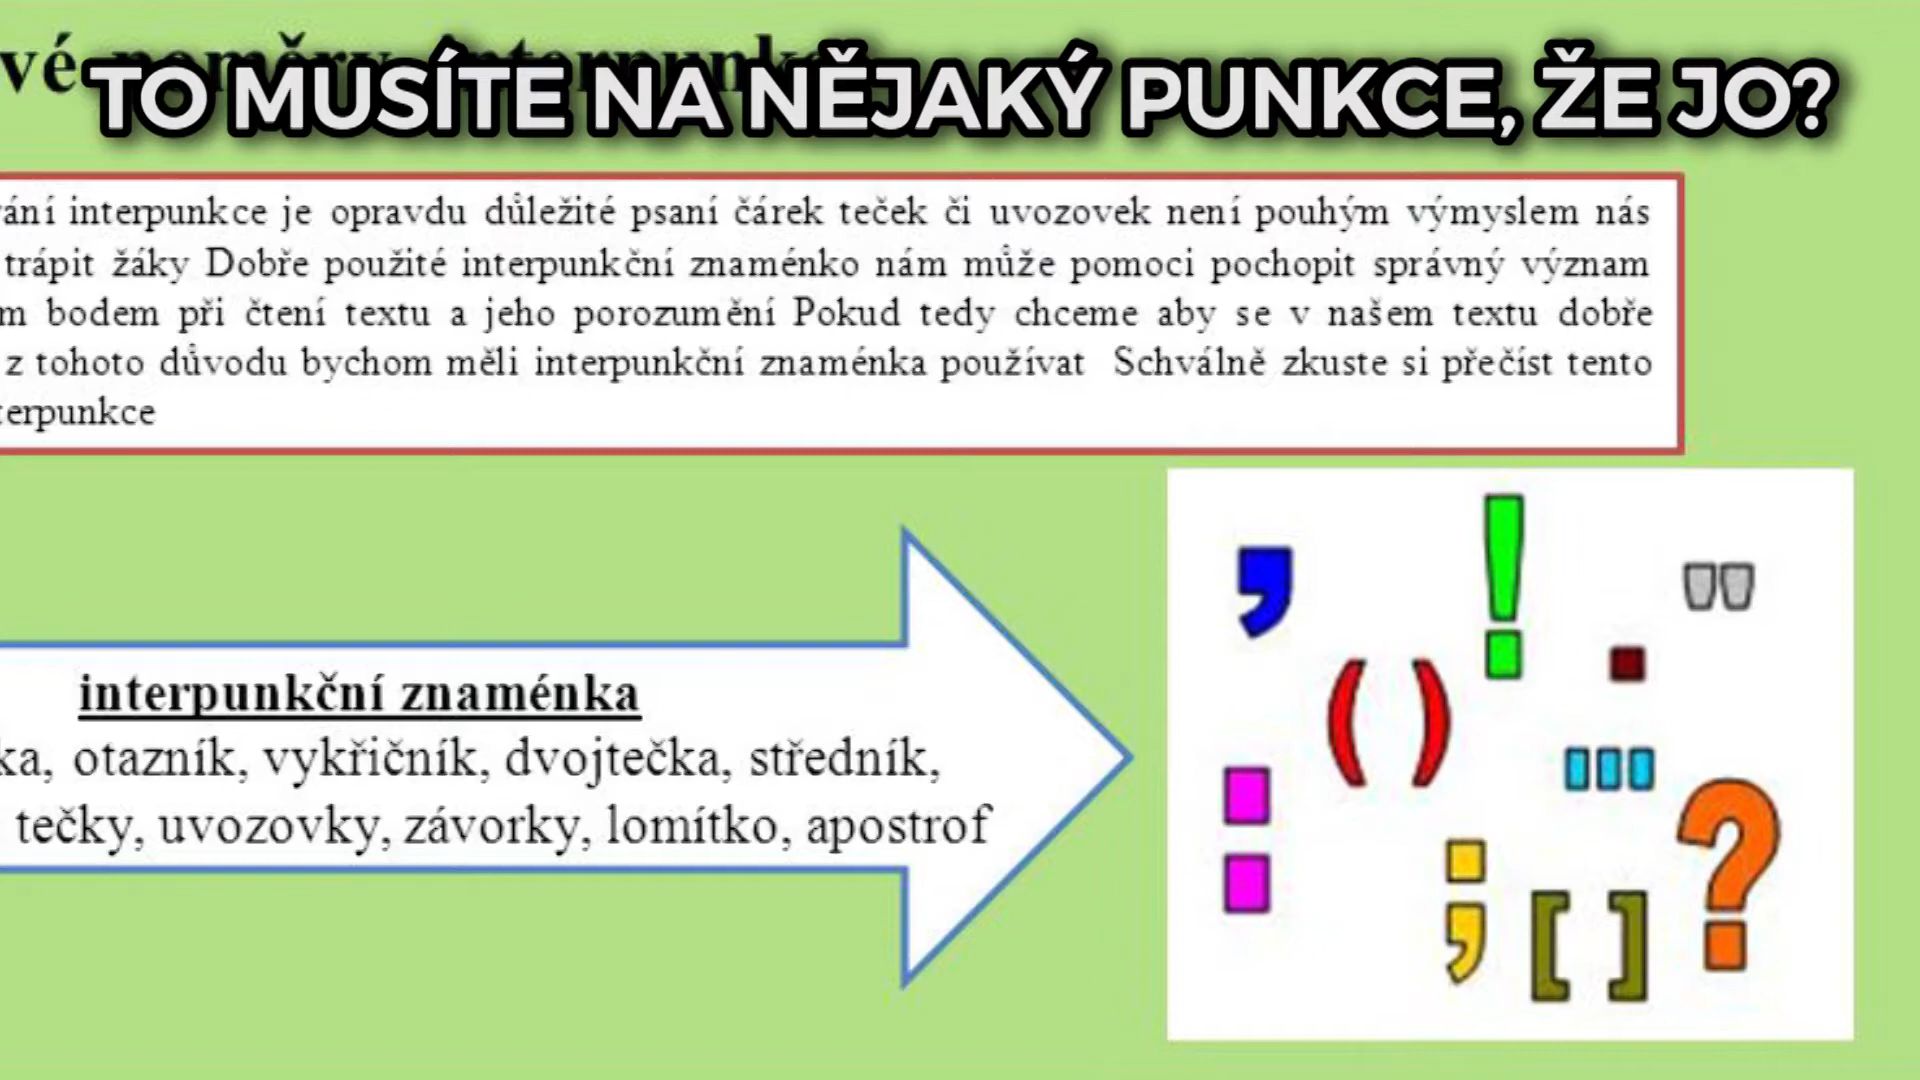 TO MUSÍTE NA NĚJAKÝ PUNKCE, ŽE JO?
interpunkce je opravdu důležité psaní čárek teček či uvozovek není pouhým výmyslem nás
trápit žáky Dobře použité interpunkční znaménko nám může pomoci pochopit správný význam
bodem při čtení textu a jeho porozumění Pokud tedy chceme aby se v našem textu dobře
z tohoto důvodu bychom měli interpunkční znaménka používat Schválně zkuste si přečíst tento
interpunkční znaménka
otazník, vykřičník, dvojtečka, středník,
tečky, uvozovky, závorky, lomítko, apostrof